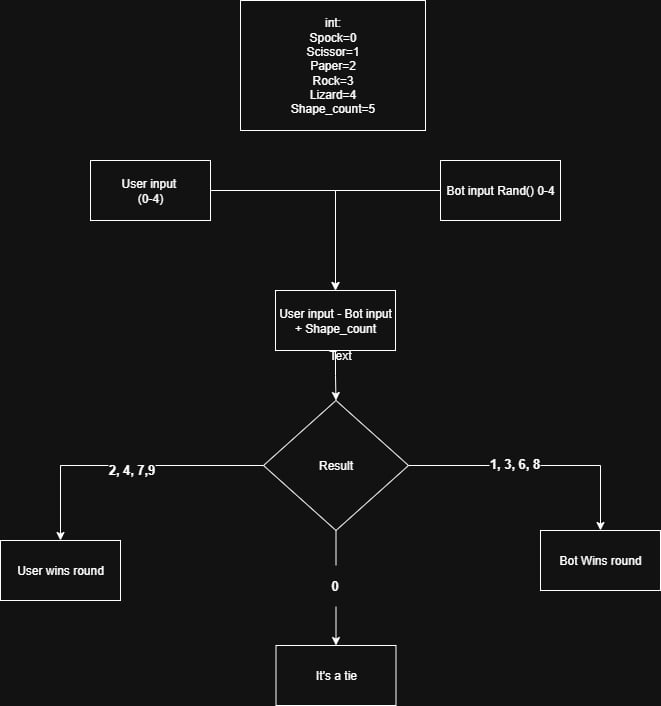 int:
Spock=0
Scissor=1
Paper=2
Rock=3
Lizard=4
Shape_count=5
User input
(0-4)
Bot input Rand() 0-4
User input - Bot input
+ Shape_count
Text
Result
2, 4, 7,9
1, 3, 6, 8
User wins round
Bot Wins round
0
It's a tie